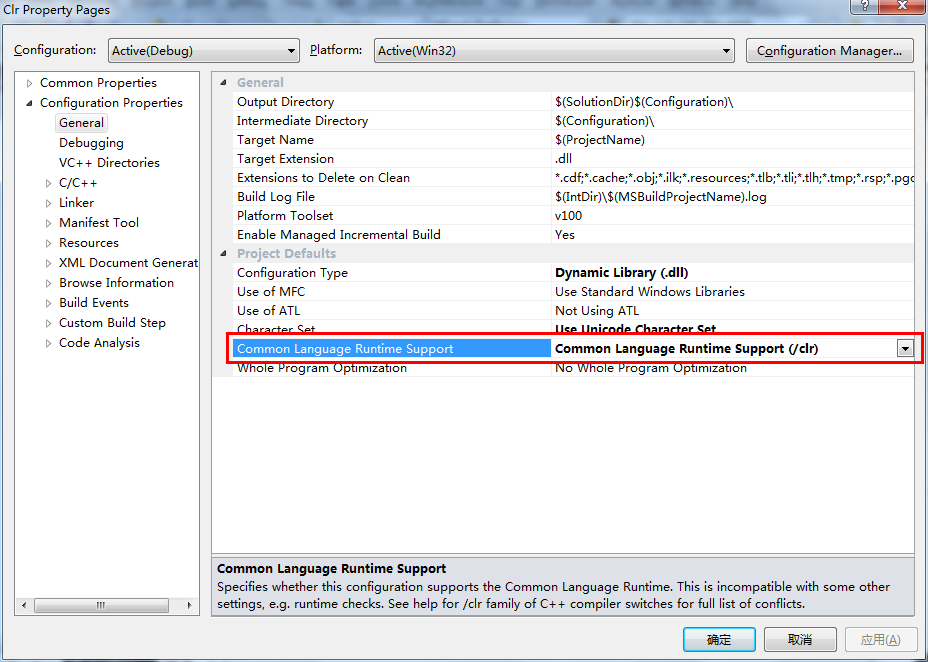 Clr Property Pages
Configuration: Active(Debug) Platform: Active(Win32) Configuration Manager...
Common Properties
Configuration Properties
General
Debugging
VC++ Directories
C/C++
Linker
Manifest Tool
Resources
XML Document Generat
Browse Information
Build Events
Custom Build Step
Code Analysis
General
Output Directory $(SolutionDir)$(Configuration)\
Intermediate Directory $(Configuration)\
Target Name $(ProjectName)
Target Extension .dll
Extensions to Delete on Clean *.cdf;*.cache;*.obj;*.ilk;*.resources;*.tlb;*.tli;*.tlh;*.tmp;*.rsp;*.pgc
Build Log File $(IntDir)\$(MSBuildProjectName).log
Platform Toolset v100
Enable Managed Incremental Build Yes
Project Defaults
Configuration Type Dynamic Library (.dll)
Use of MFC Use Standard Windows Libraries
Use of ATL Not Using ATL
Character Set Use Unicode Character Set
Common Language Runtime Support Common Language Runtime Support (/clr)
Whole Program Optimization No Whole Program Optimization
Common Language Runtime Support
Specifies whether this configuration supports the Common Language Runtime. This is incompatible with some other
settings, e.g. runtime checks. See help for /clr family of C++ compiler switches for full list of conflicts.
确定 取消 应用(A)